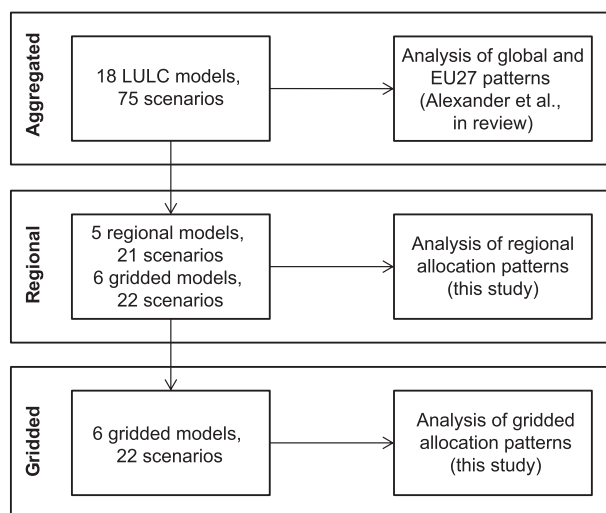 Aggregated
18 LULC models,
75 scenarios
Analysis of global and
EU27 patterns
(Alexander et al.,
in review)
Regional
5 regional models,
21 scenarios
6 gridded models,
22 scenarios
Analysis of regional
allocation patterns
(this study)
Gridded
6 gridded models,
22 scenarios
Analysis of gridded
allocation patterns
(this study)